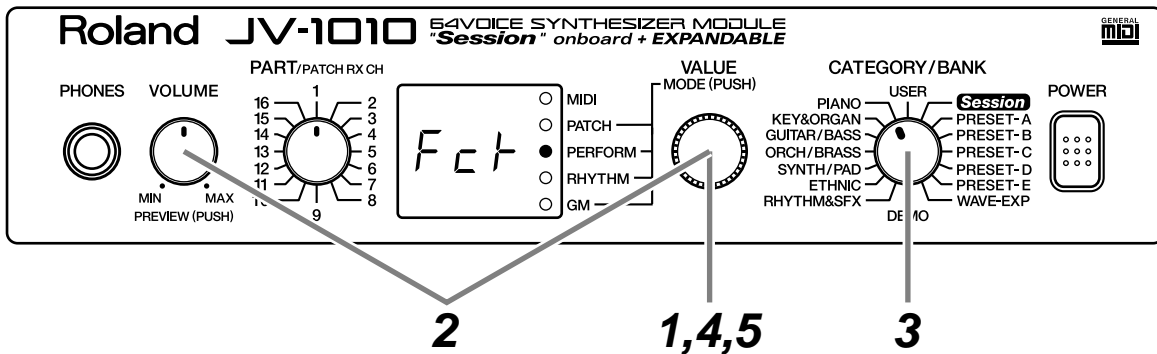 Roland JV-1010 64VOICE SYNTHESIZER MODULE
"Session" onboard + EXPANDABLE
GENERAL
MIDI
PHONES
VOLUME
MIN
MAX
PREVIEW (PUSH)
PART/PATCH RX CH
1
2
3
4
5
6
7
8
9
10
11
12
13
14
15
16
Fct
MIDI
PATCH
PERFORM
RHYTHM
GM
VALUE
MODE (PUSH)
CATEGORY/BANK
USER
PIANO
KEY&ORGAN
GUITAR/BASS
ORCH/BRASS
SYNTH/PAD
ETHNIC
RHYTHM&SFX
DEMO
Session
PRESET-A
PRESET-B
PRESET-C
PRESET-D
PRESET-E
WAVE-EXP
POWER
2
1,4,5
3